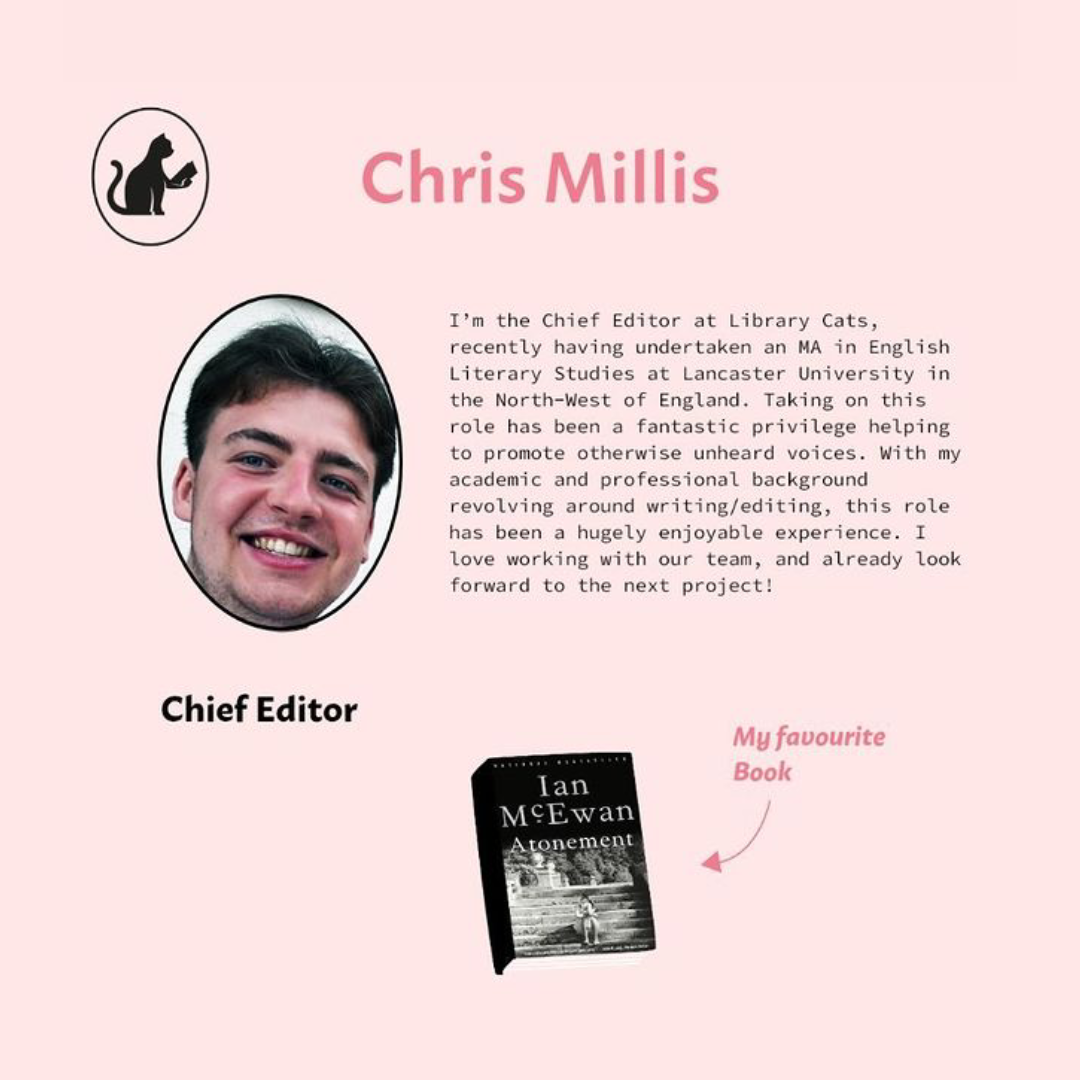 Chris Millis
I’m the Chief Editor at Library Cats,
recently having undertaken an MA in English
Literary Studies at Lancaster University in
the North-West of England. Taking on this
role has been a fantastic privilege helping
to promote otherwise unheard voices. With my
academic and professional background
revolving around writing/editing, this role
has been a hugely enjoyable experience. I
love working with our team, and already look
forward to the next project!
Chief Editor
My favourite
Book
NATIONAL BESTSELLER
Ian
McEwan
Atonement